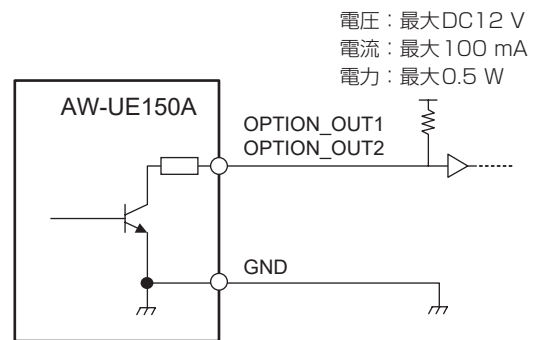 電圧：最大DC12 V
電流：最大100 mA
電力：最大0.5 W
AW-UE150A
OPTION_OUT1
OPTION_OUT2
GND